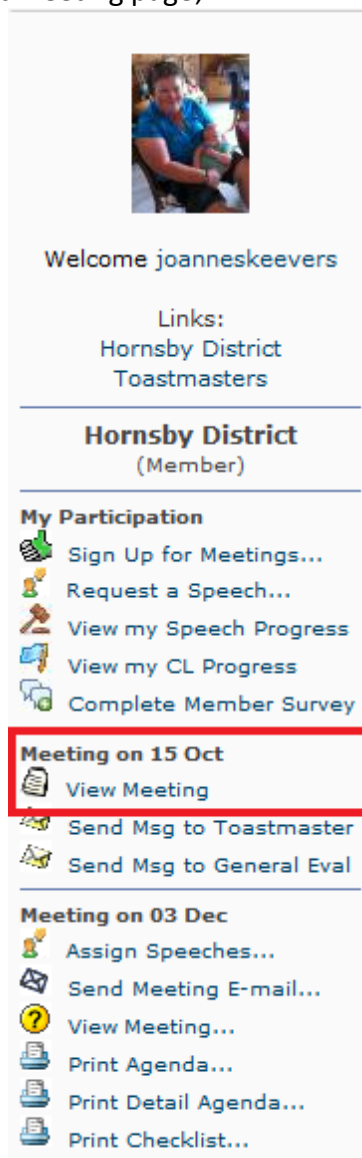 meeting page,
Welcome joanneskeevers
Links:
Hornsby District
Toastmasters
Hornsby District
(Member)
My Participation
Sign Up for Meetings...
Request a Speech...
View my Speech Progress
View my CL Progress
Complete Member Survey
Meeting on 15 Oct
View Meeting
Send Msg to Toastmaster
Send Msg to General Eval
Meeting on 03 Dec
Assign Speeches...
Send Meeting E-mail...
View Meeting...
Print Agenda...
Print Detail Agenda...
Print Checklist...